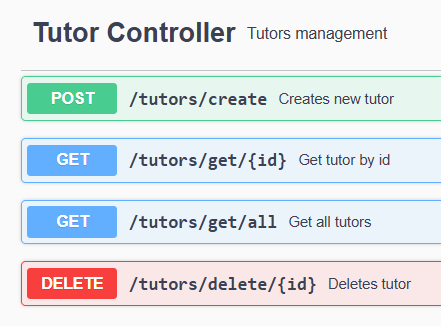 Tutor Controller Tutors management
POST /tutors/create Creates new tutor
GET /tutors/get/{id} Get tutor by id
GET /tutors/get/all Get all tutors
DELETE /tutors/delete/{id} Deletes tutor